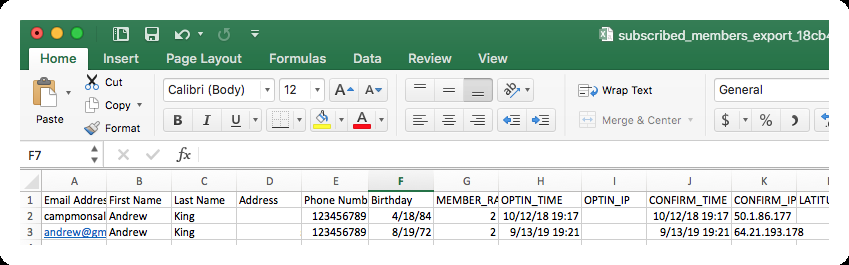 subscribed_members_export_18cb4
Home Insert Page Layout Formulas Data Review View
Cut
Copy
Format
Paste
Calibri (Body) 12 A A
B I U A
Wrap Text
Merge & Center
General
$ % )
F7 fx
A B C D E F G H I J K
1 Email Addres First Name Last Name Address Phone Numb Birthday MEMBER_RA OPTIN_TIME OPTIN_IP CONFIRM_TIME CONFIRM_IP LATITU
2 campmonsal Andrew King 123456789 4/18/84 2 10/12/18 19:17 10/12/18 19:17 50.1.86.177
3 andrew@gm Andrew King 123456789 8/19/72 2 9/13/19 19:21 9/13/19 19:21 64.21.193.178